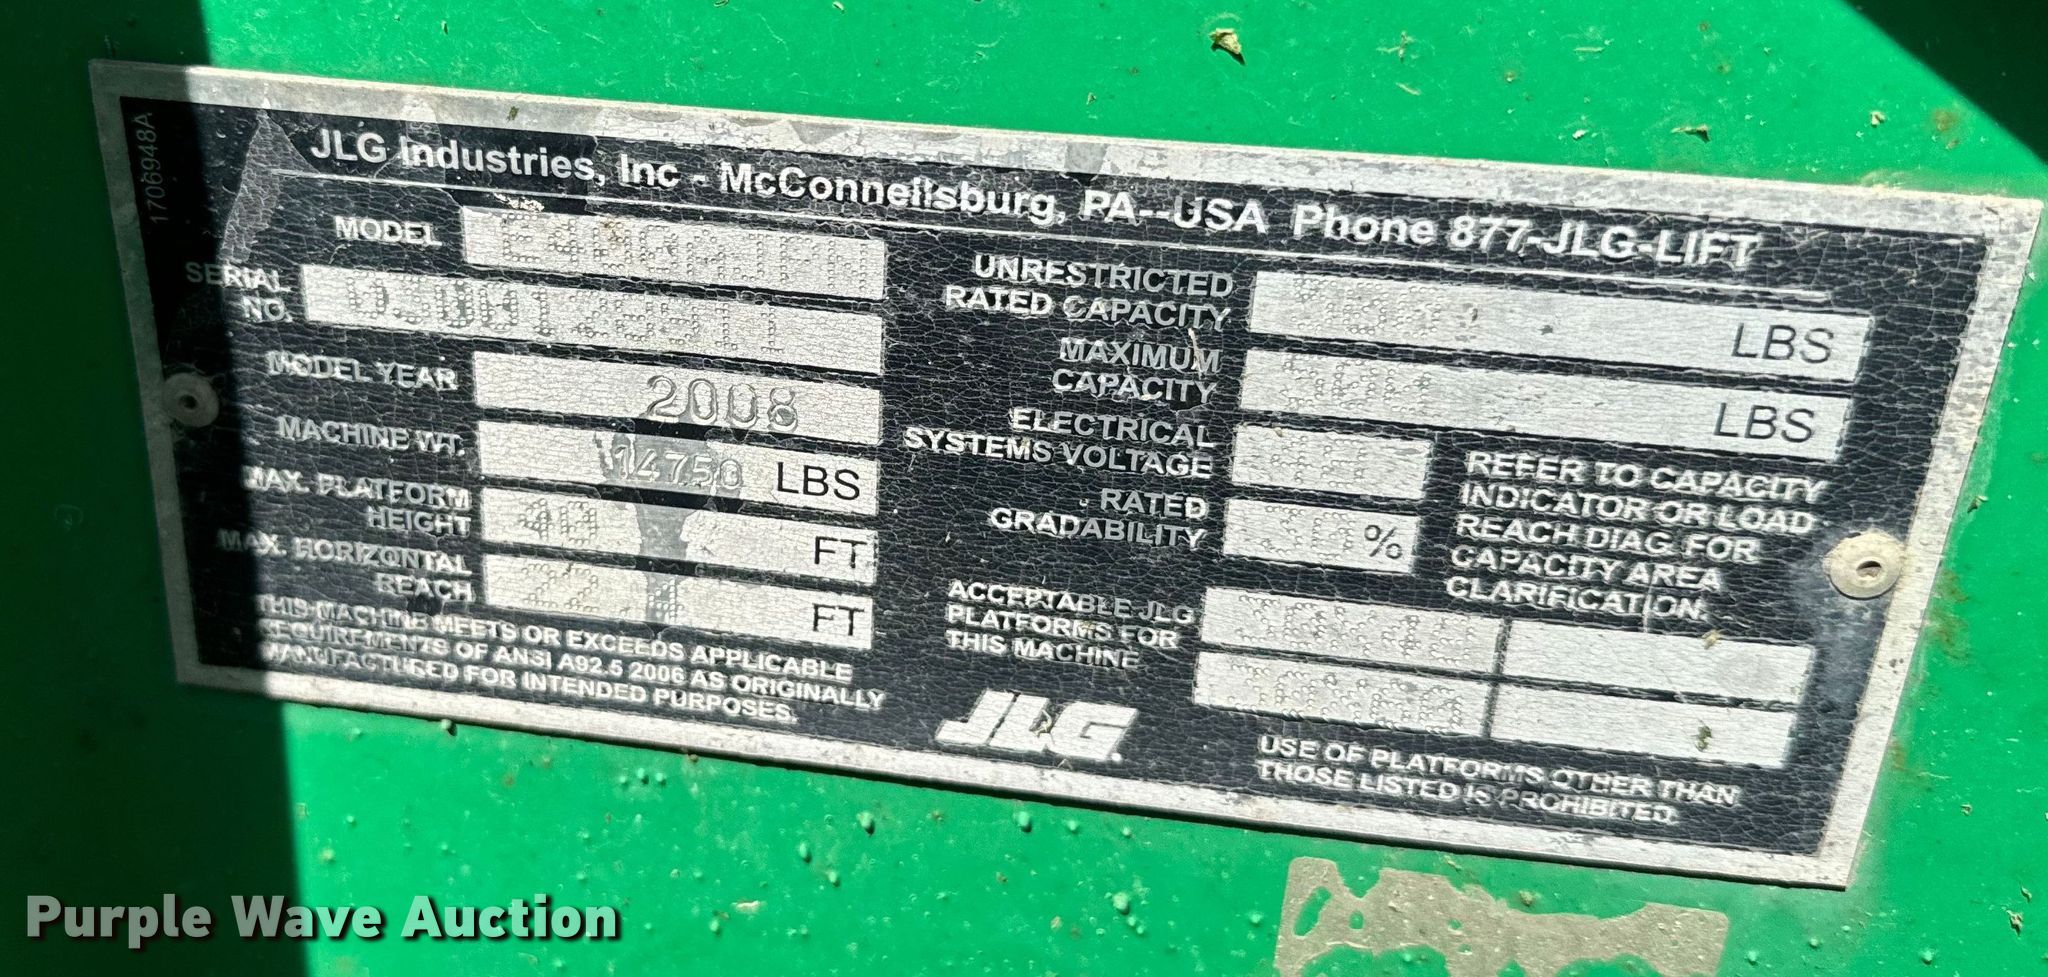 1706948A
JLG Industries, Inc - McConnellsburg, PA--USA Phone 877-JLG-LIFT
MODEL
SERIAL
NO.
MODEL YEAR 2008
MACHINE WT. 14750 LBS
MAX. PLATFORM
HEIGHT 40 FT
MAX. HORIZONTAL
REACH FT
THIS MACHINE MEETS OR EXCEEDS APPLICABLE
REQUIREMENTS OF ANSI A92.5 2006 AS ORIGINALLY
MANUFACTURED FOR INTENDED PURPOSES.
UNRESTRICTED
RATED CAPACITY LBS
MAXIMUM
CAPACITY LBS
ELECTRICAL
SYSTEMS VOLTAGE
RATED
GRADABILITY %
REFER TO CAPACITY
INDICATOR OR LOAD
REACH DIAG. FOR
CAPACITY AREA
CLARIFICATION.
ACCEPTABLE JLG
PLATFORMS FOR
THIS MACHINE
JLG
USE OF PLATFORMS OTHER THAN
THOSE LISTED IS PROHIBITED.
Purple Wave Auction